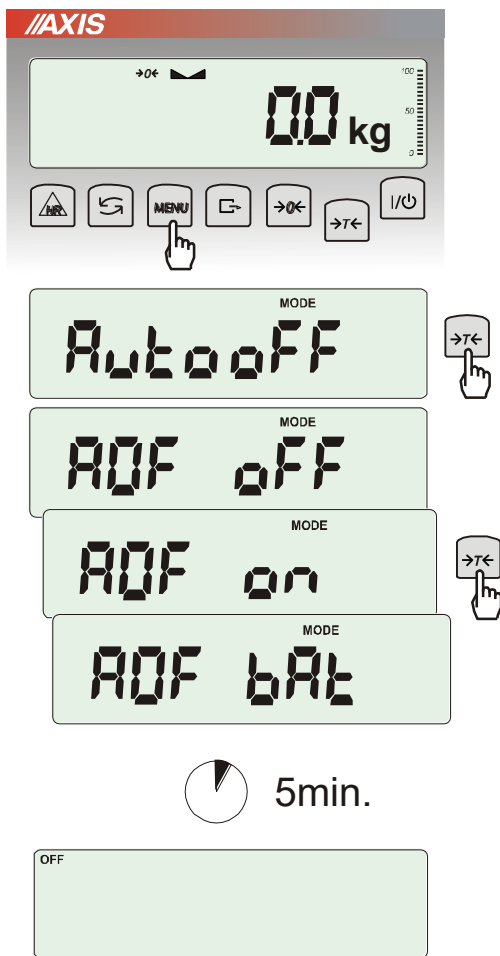 //AXIS
→0←
100
50
0
0.0 kg
HR
MENU
→0←
→T←
I/⏻
MODE
AutooFF
→T←
MODE
AOF oFF
MODE
AOF on
→T←
MODE
AOF bAt
5min.
OFF